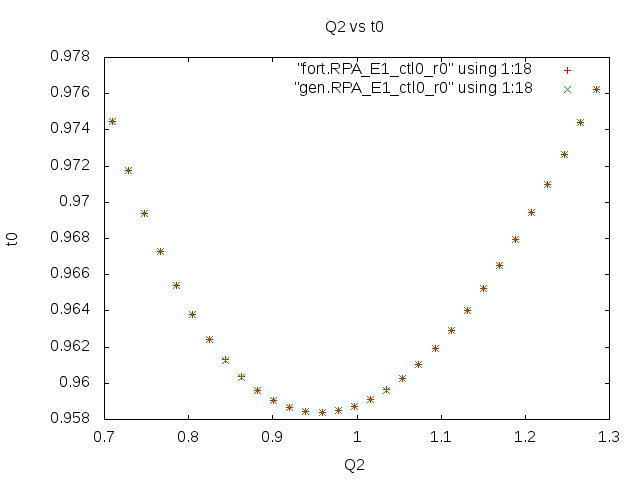 Q2 vs t0
"fort.RPA_E1_ctl0_r0" using 1:18
"gen.RPA_E1_ctl0_r0" using 1:18
0.978
0.976
0.974
0.972
0.97
0.968
0.966
0.964
0.962
0.96
0.958
t0
0.7 0.8 0.9 1 1.1 1.2 1.3
Q2